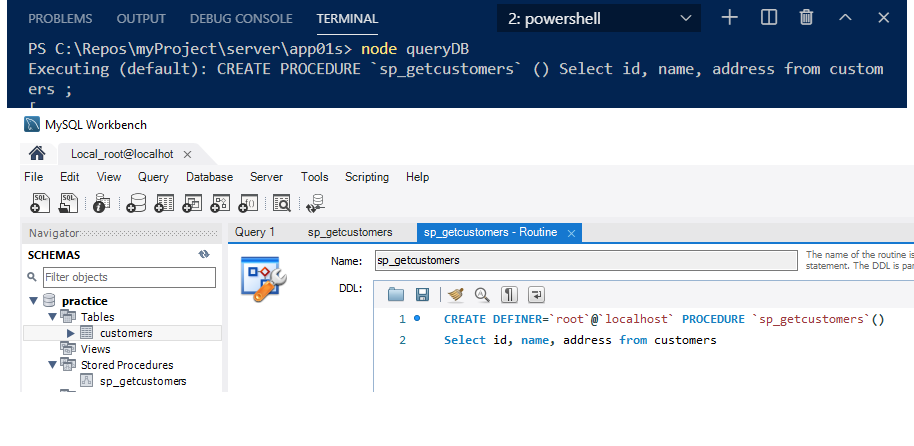 PROBLEMS OUTPUT DEBUG CONSOLE TERMINAL 2: powershell
PS C:\Repos\myProject\server\app01s> node queryDB
Executing (default): CREATE PROCEDURE `sp_getcustomers` () Select id, name, address from custom
ers ;
[
MySQL Workbench
Local_root@localhot
File Edit View Query Database Server Tools Scripting Help
Navigator
Query 1 sp_getcustomers sp_getcustomers - Routine
SCHEMAS
Filter objects
practice
Tables
customers
Views
Stored Procedures
sp_getcustomers
Name: sp_getcustomers
The name of the routine is
statement. The DDL is par
DDL:
1 CREATE DEFINER=`root`@`localhost` PROCEDURE `sp_getcustomers`()
2 Select id, name, address from customers